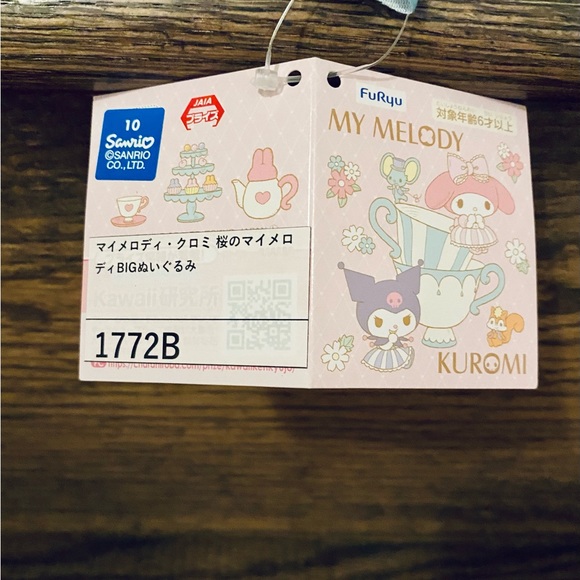 10
Sanrio
©SANRIO
CO., LTD.
JAIA
プライズ
マイメロディ・クロミ 桜のマイメロ
ディBIGぬいぐるみ
Kawaii研究所
1772B
FuRyu
対象年齢6才以上
MY MELODY
KUROMI